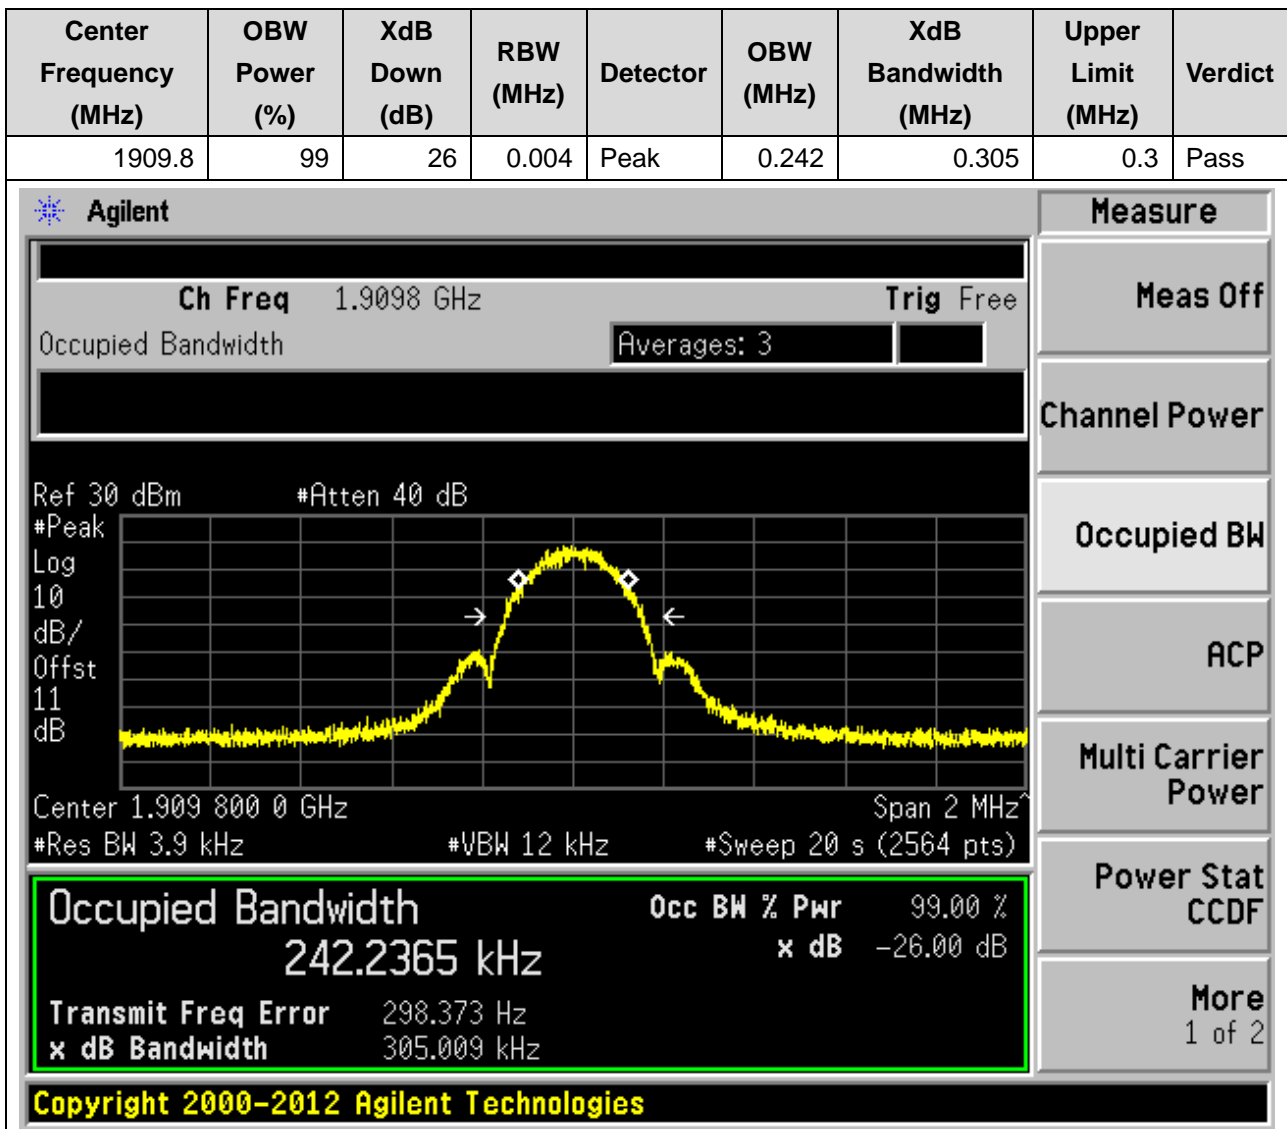 Center Frequency (MHz) OBW Power (%) XdB Down (dB) RBW (MHz) Detector OBW (MHz) XdB Bandwidth (MHz) Upper Limit (MHz) Verdict
1909.8 99 26 0.004 Peak 0.242 0.305 0.3 Pass
Agilent
Measure
Ch Freq 1.9098 GHz Trig Free
Meas Off
Occupied Bandwidth Averages: 3
Channel Power
Ref 30 dBm #Atten 40 dB
#Peak
Log
10
dB/
Offst
11
dB
Occupied BW
ACP
Multi Carrier
Power
Center 1.909 800 0 GHz Span 2 MHz^
#Res BW 3.9 kHz #VBW 12 kHz #Sweep 20 s (2564 pts)
Power Stat
CCDF
Occupied Bandwidth Occ BW % Pwr 99.00 %
242.2365 kHz x dB -26.00 dB
Transmit Freq Error 298.373 Hz
x dB Bandwidth 305.009 kHz
More
1 of 2
Copyright 2000-2012 Agilent Technologies